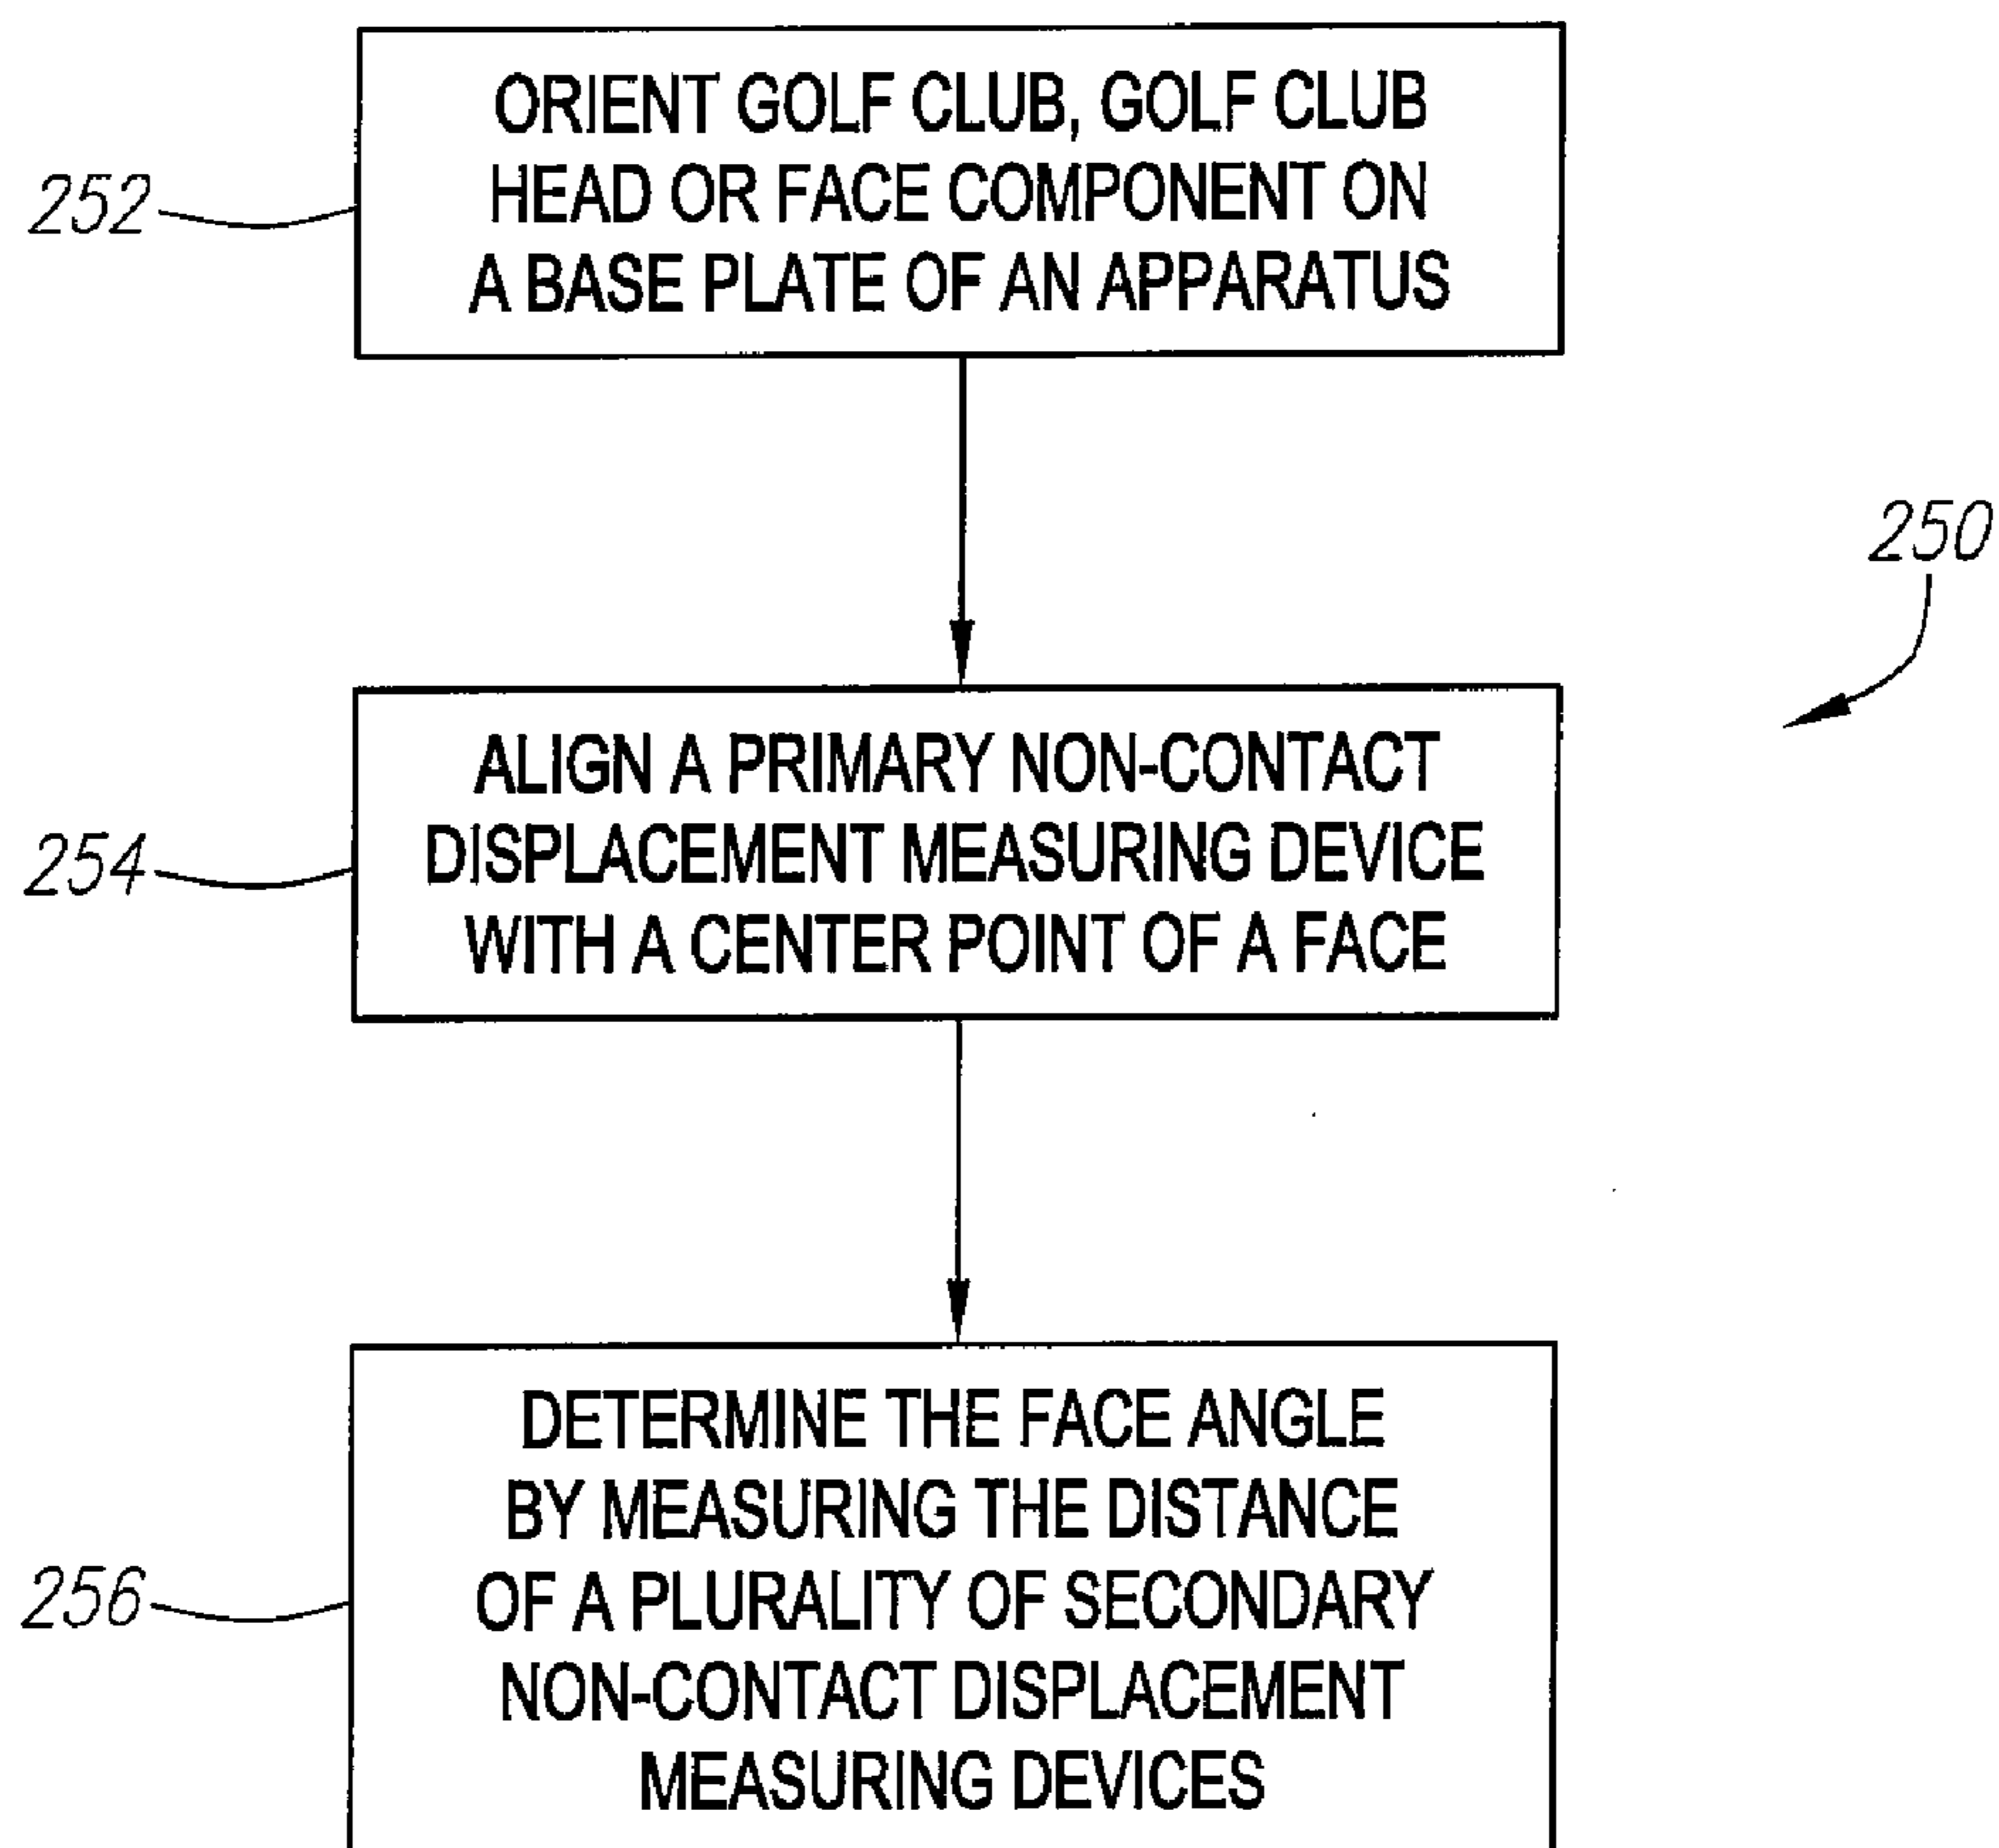 ORIENT GOLF CLUB, GOLF CLUB
HEAD OR FACE COMPONENT ON
A BASE PLATE OF AN APPARATUS
252
250
ALIGN A PRIMARY NON-CONTACT
DISPLACEMENT MEASURING DEVICE
WITH A CENTER POINT OF A FACE
254
DETERMINE THE FACE ANGLE
BY MEASURING THE DISTANCE
OF A PLURALITY OF SECONDARY
NON-CONTACT DISPLACEMENT
MEASURING DEVICES
256